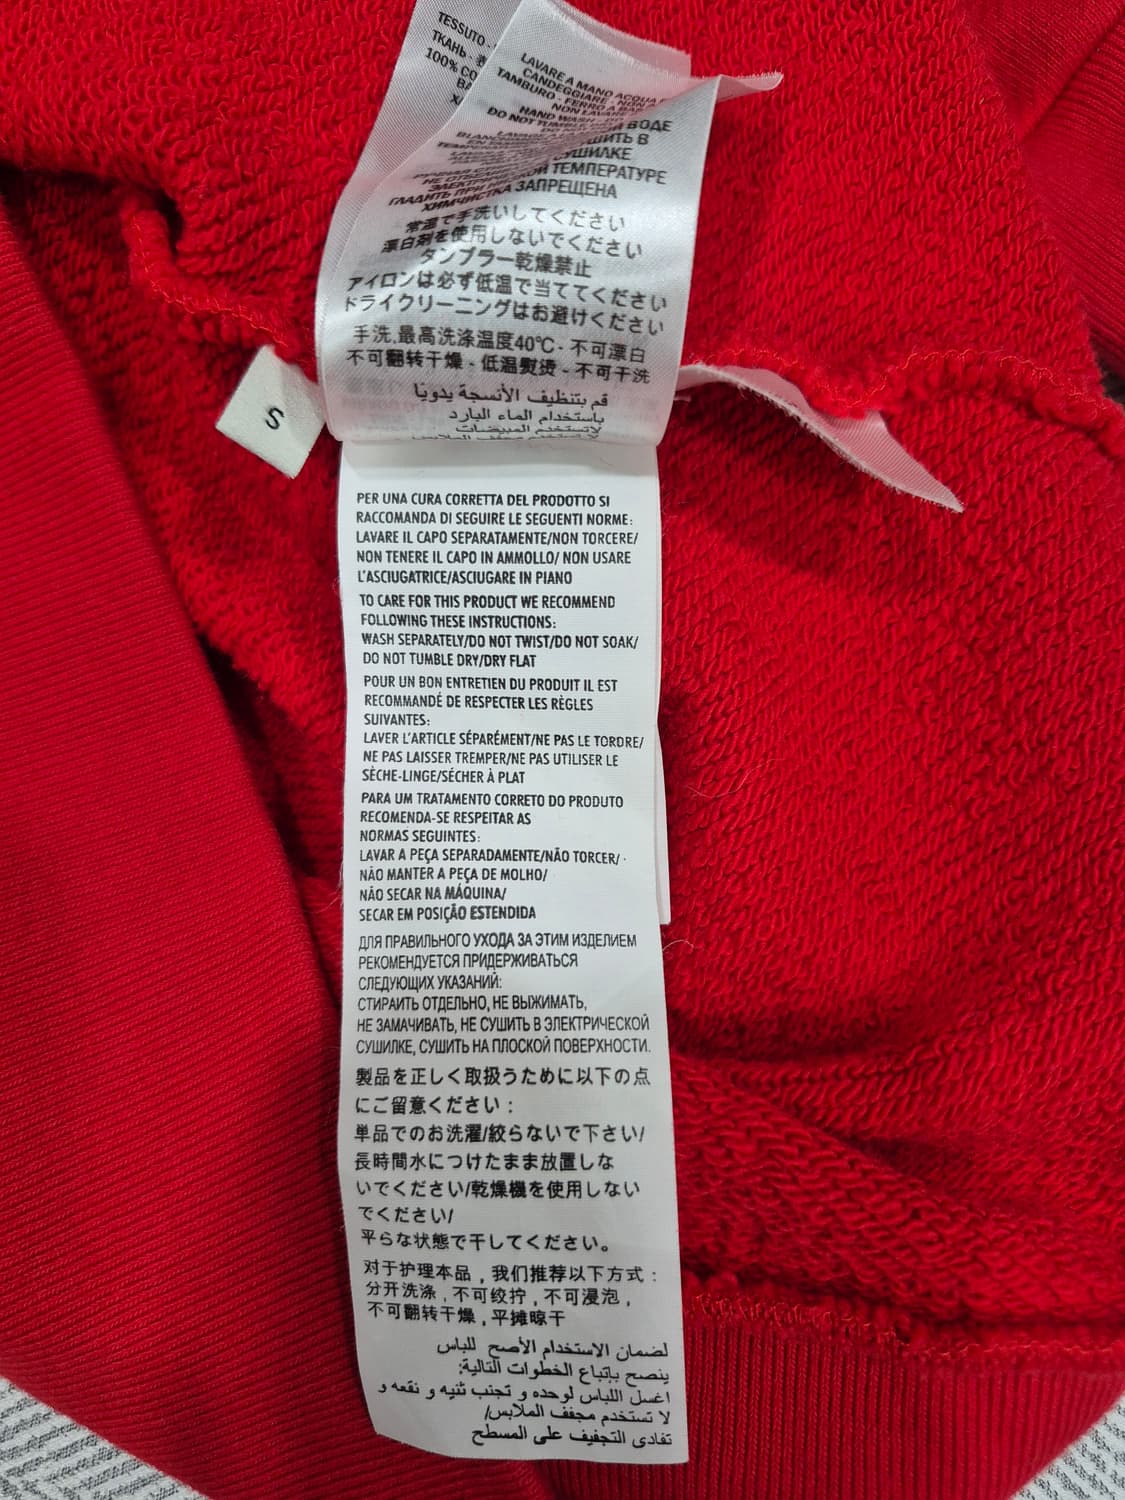 TESSUTO -
ТКАНЬ -
100% CO
BA
LAVARE A MANO ACQUA
CANDEGGIARE - NON
TAMBURO - FERRO A BA
NON LAVARE
HAND WASH
DO NOT TUMBLE
ВОДЕ
BLANCHIMENT
ШИТЬ В
СУШИЛКЕ
НЕ ОТБЕ
ТЕМПЕРАТУРЕ
ГЛАДИТЬ ПРИ
ХИМЧИСТКА ЗАПРЕЩЕНА
常温で手洗いしてください
漂白剤を使用しないでください
タンブラー乾燥禁止
アイロンは必ず低温で当ててください
ドライクリーニングはお避けください
手洗,最高洗涤温度40℃- 不可漂白
不可翻转干燥 - 低温熨烫 - 不可干洗
قم بتنظيف الأنسجة يدويًا
باستخدام الماء البارد
لاتستخدم المبيضات
S
PER UNA CURA CORRETTA DEL PRODOTTO SI
RACCOMANDA DI SEGUIRE LE SEGUENTI NORME:
LAVARE IL CAPO SEPARATAMENTE/NON TORCERE/
NON TENERE IL CAPO IN AMMOLLO/ NON USARE
L'ASCIUGATRICE/ASCIUGARE IN PIANO
TO CARE FOR THIS PRODUCT WE RECOMMEND
FOLLOWING THESE INSTRUCTIONS:
WASH SEPARATELY/DO NOT TWIST/DO NOT SOAK/
DO NOT TUMBLE DRY/DRY FLAT
POUR UN BON ENTRETIEN DU PRODUIT IL EST
RECOMMANDÉ DE RESPECTER LES RÈGLES
SUIVANTES:
LAVER L'ARTICLE SÉPARÉMENT/NE PAS LE TORDRE/
NE PAS LAISSER TREMPER/NE PAS UTILISER LE
SÈCHE-LINGE/SÉCHER À PLAT
PARA UM TRATAMENTO CORRETO DO PRODUTO
RECOMENDA-SE RESPEITAR AS
NORMAS SEGUINTES:
LAVAR A PEÇA SEPARADAMENTE/NÃO TORCER/
NÃO MANTER A PEÇA DE MOLHO/
NÃO SECAR NA MÁQUINA/
SECAR EM POSIÇÃO ESTENDIDA
ДЛЯ ПРАВИЛЬНОГО УХОДА ЗА ЭТИМ ИЗДЕЛИЕМ
РЕКОМЕНДУЕТСЯ ПРИДЕРЖИВАТЬСЯ
СЛЕДУЮЩИХ УКАЗАНИЙ:
СТИРАИТЬ ОТДЕЛЬНО, НЕ ВЫЖИМАТЬ,
НЕ ЗАМАЧИВАТЬ, НЕ СУШИТЬ В ЭЛЕКТРИЧЕСКОЙ
СУШИЛКЕ, СУШИТЬ НА ПЛОСКОЙ ПОВЕРХНОСТИ.
製品を正しく取扱うために以下の点
にご留意ください：
単品でのお洗濯/絞らないで下さい/
長時間水につけたまま放置しな
いでください/乾燥機を使用しない
でください/
平らな状態で干してください。
对于护理本品，我们推荐以下方式：
分开洗涤，不可绞拧，不可浸泡，
不可翻转干燥，平摊晾干
لضمان الاستخدام الأصح للباس
ينصح بإتباع الخطوات التالية:
اغسل اللباس لوحده و تجنب ثنيه و نقعه و
لا تستخدم مجفف الملابس/
تفادى التجفيف على المسطح